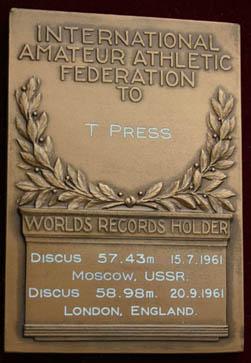 INTERNATIONAL
AMATEUR ATHLETIC
FEDERATION
TO
T PRESS
WORLDS RECORDS HOLDER
DISCUS 57.43m 15.7.1961
MOSCOW, USSR.
DISCUS 58.98m. 20.9.1961
LONDON, ENGLAND.